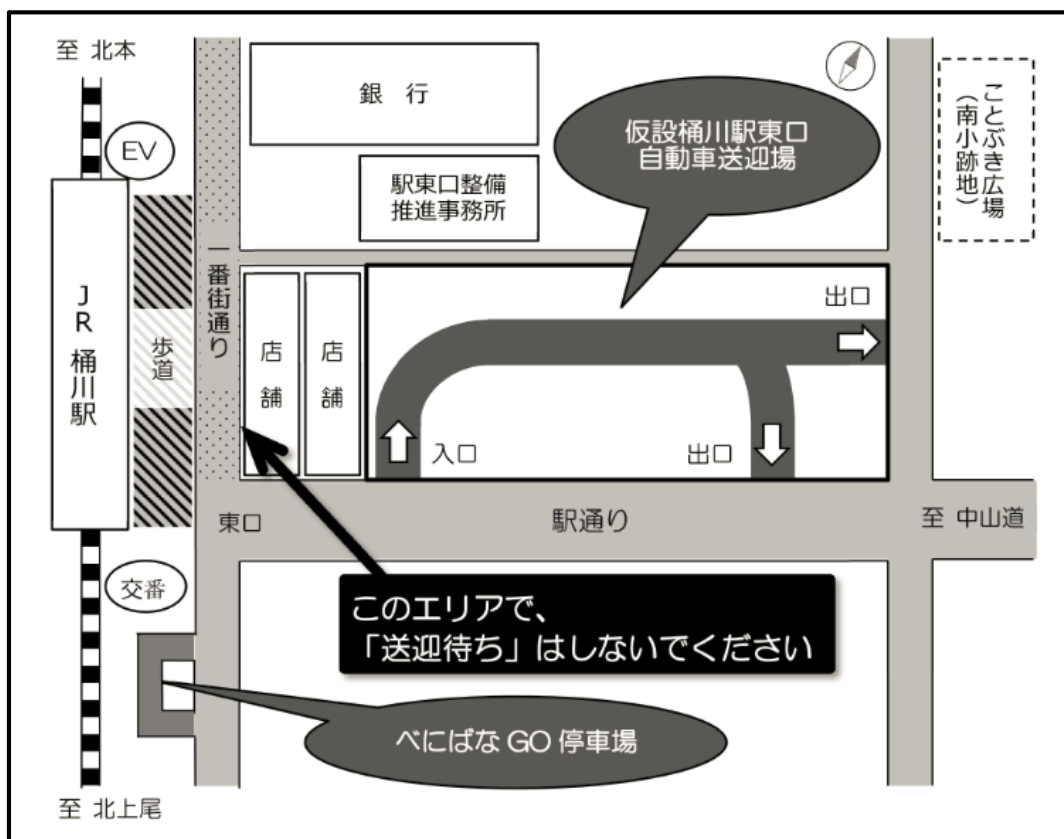 至 北本
銀 行
仮設桶川駅東口
自動車送迎場
ことぶき広場
(南小跡地)
EV
駅東口整備
推進事務所
JR 桶川駅
歩道
一番街通り
店舗
店舗
出口
入口
出口
東口
駅通り
至 中山道
交番
このエリアで、
「送迎待ち」はしないでください
べにばな GO 停車場
至 北上尾